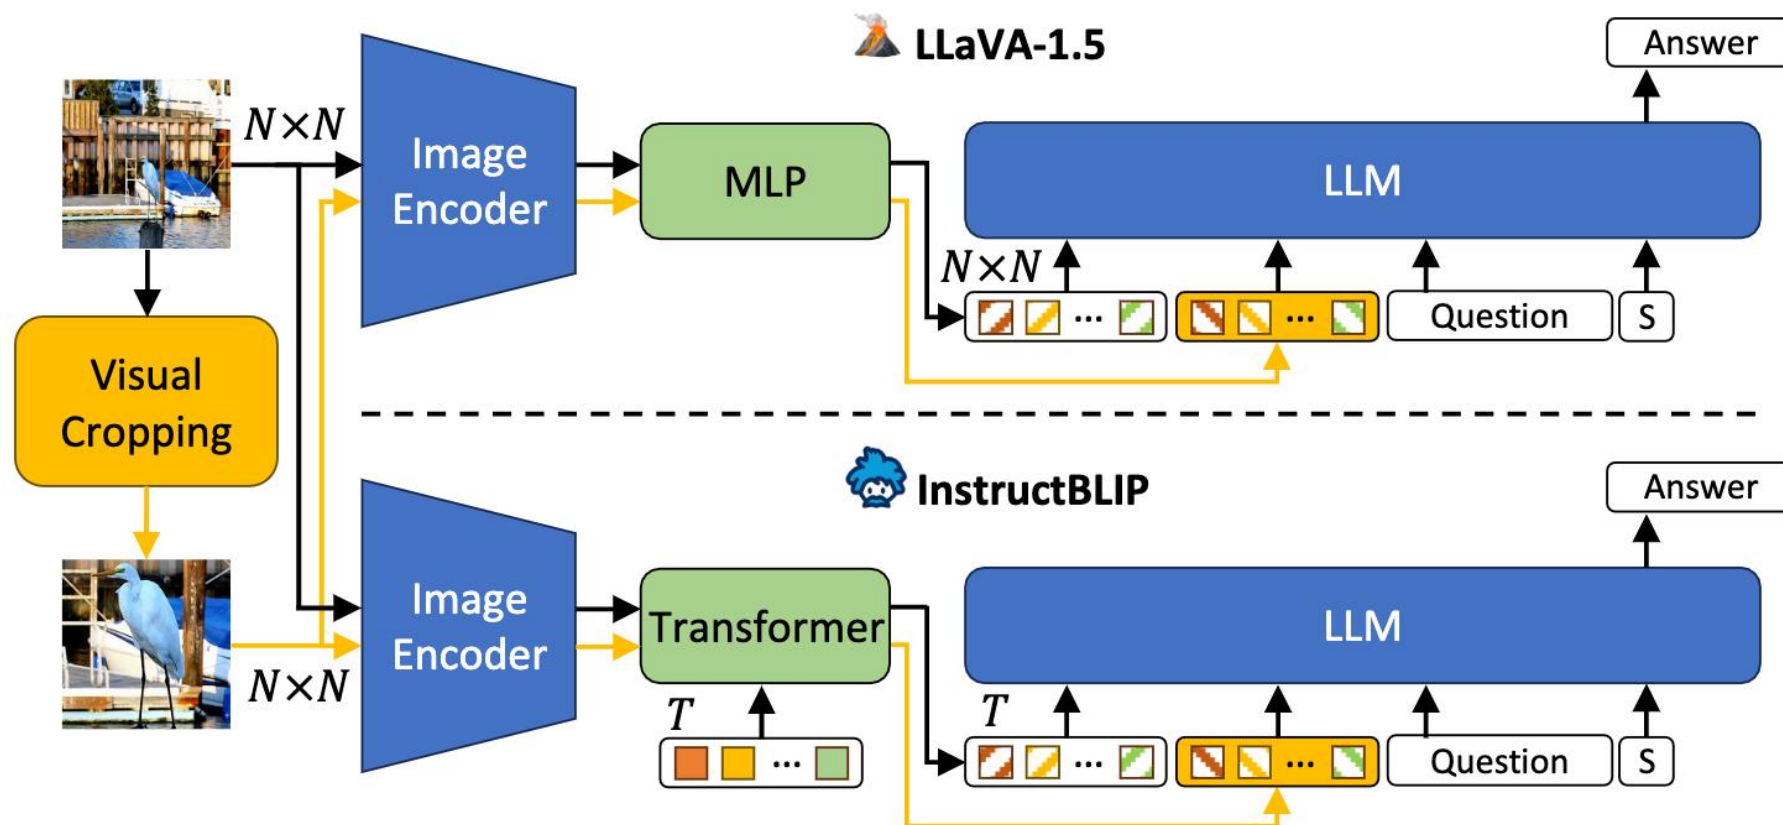 LLaVA-1.5
Answer
N×N
Image
Encoder
MLP
LLM
N×N
... ...
Question
S
Visual
Cropping
InstructBLIP
Answer
Image
Encoder
Transformer
LLM
N×N
T
...
T
... ...
Question
S